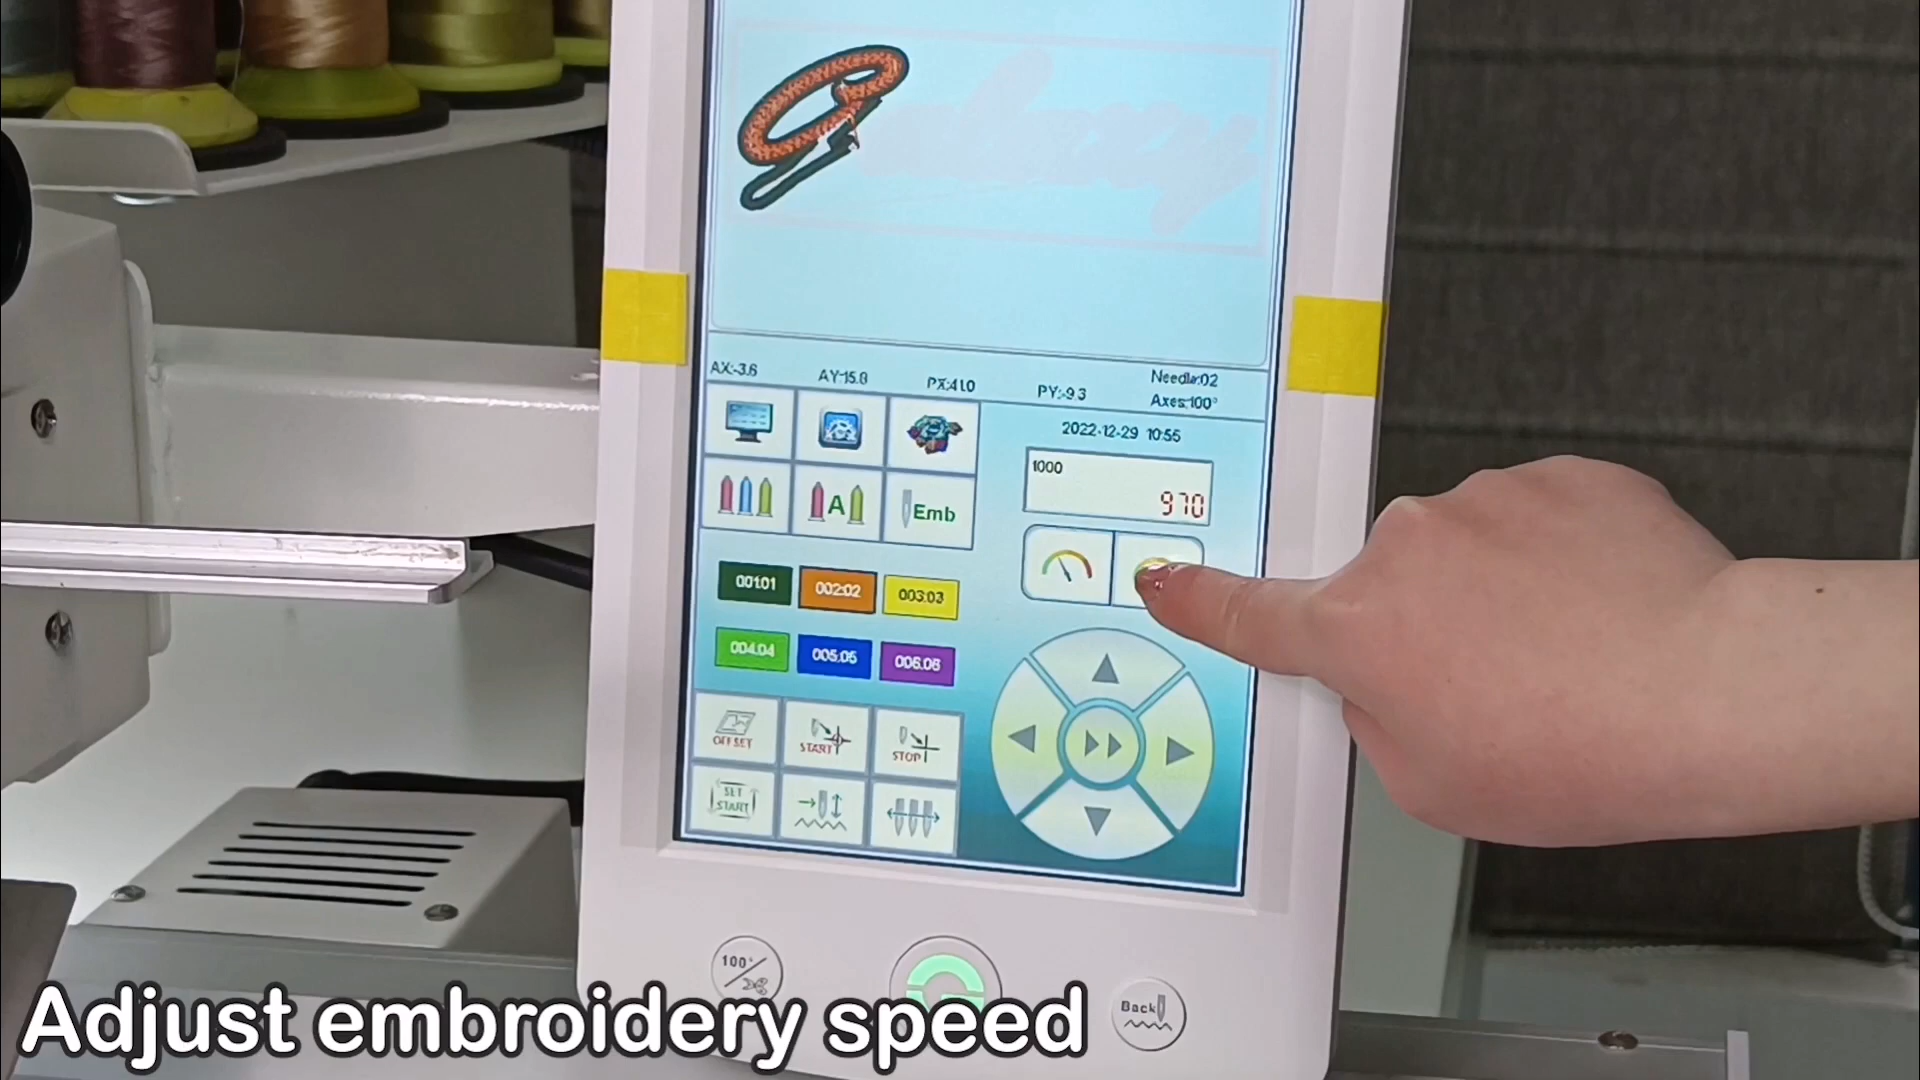 AX:-3.6
AY:15.8
PX:41.0
PY:-9.3
Needle:02
Axes:100°
2022-12-29 10:55
1000
970
A
Emb
001:01
002:02
003:03
004:04
005:05
006:06
OFFSET
START
STOP
SET
START
100°
Back
Adjust embroidery speed